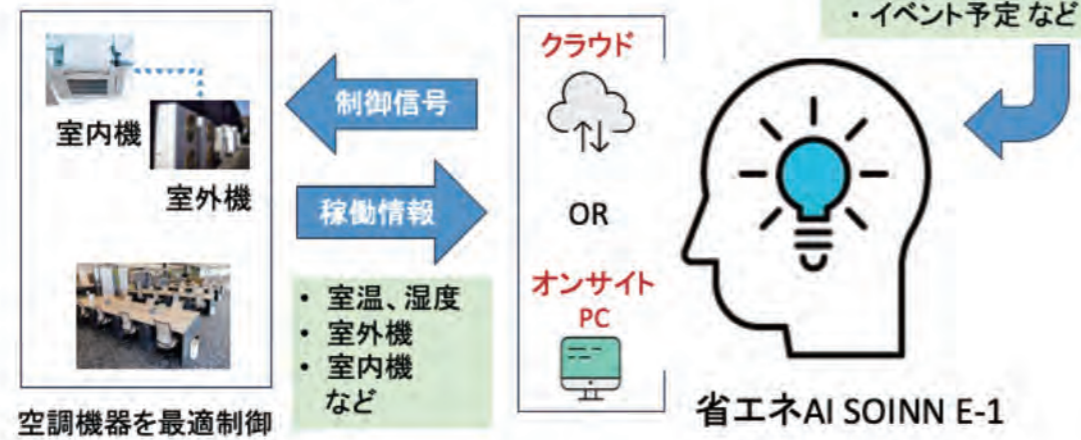 ・イベント予定など
クラウド
制御信号
室内機
室外機
稼働情報
OR
オンサイト
PC
・ 室温、湿度
・ 室外機
・ 室内機
など
空調機器を最適制御
省エネAI SOINN E-1